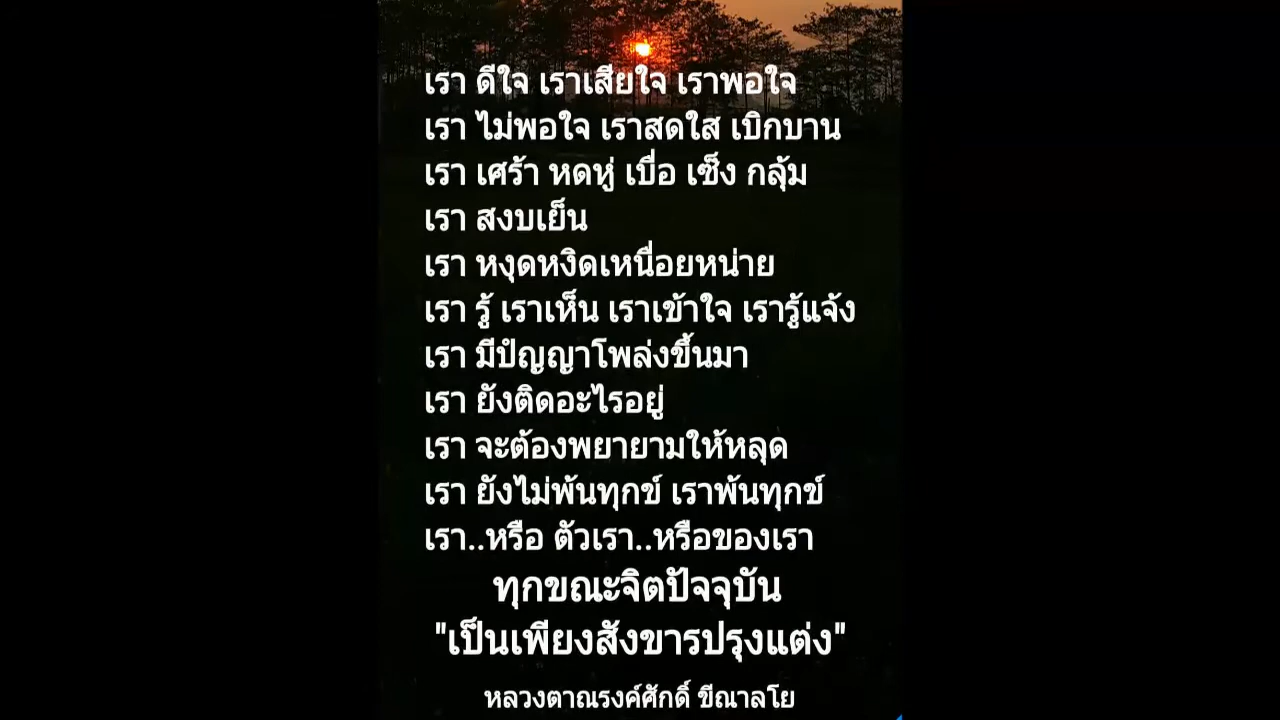 เรา ดีใจ เราเสียใจ เราพอใจ
เรา ไม่พอใจ เราสดใส เบิกบาน
เรา เศร้า หดหู่ เบื่อ เซ็ง กลุ้ม
เรา สงบเย็น
เรา หงุดหงิดเหนื่อยหน่าย
เรา รู้ เราเห็น เราเข้าใจ เรารู้แจ้ง
เรา มีปํญญาโพล่งขึ้นมา
เรา ยังติดอะไรอยู่
เรา จะต้องพยายามให้หลุด
เรา ยังไม่พ้นทุกข์ เราพ้นทุกข์
เรา..หรือ ตัวเรา..หรือของเรา
ทุกขณะจิตปัจจุบัน
"เป็นเพียงสังขารปรุงแต่ง"
หลวงตาณรงค์ศักดิ์ ขีณาลโย